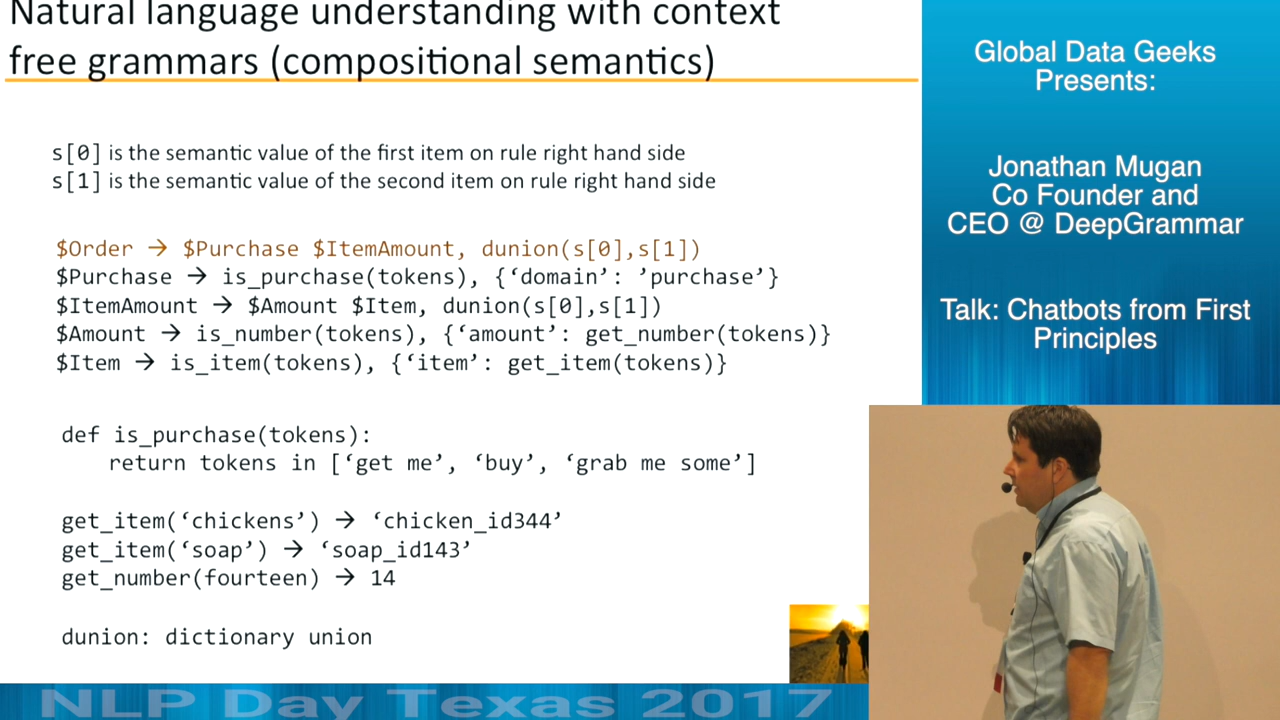 Natural language understanding with context
free grammars (compositional semantics)
s[0] is the semantic value of the first item on rule right hand side
s[1] is the semantic value of the second item on rule right hand side
$Order → $Purchase $ItemAmount, dunion(s[0],s[1])
$Purchase → is_purchase(tokens), {‘domain’: ’purchase’}
$ItemAmount → $Amount $Item, dunion(s[0],s[1])
$Amount → is_number(tokens), {‘amount’: get_number(tokens)}
$Item → is_item(tokens), {‘item’: get_item(tokens)}
def is_purchase(tokens):
return tokens in [‘get me’, ‘buy’, ‘grab me some’]
get_item(‘chickens’) → ‘chicken_id344’
get_item(‘soap’) → ‘soap_id143’
get_number(fourteen) → 14
dunion: dictionary union
Global Data Geeks
Presents:
Jonathan Mugan
Co Founder and
CEO @ DeepGrammar
Talk: Chatbots from First
Principles
NLP Day Texas 2017